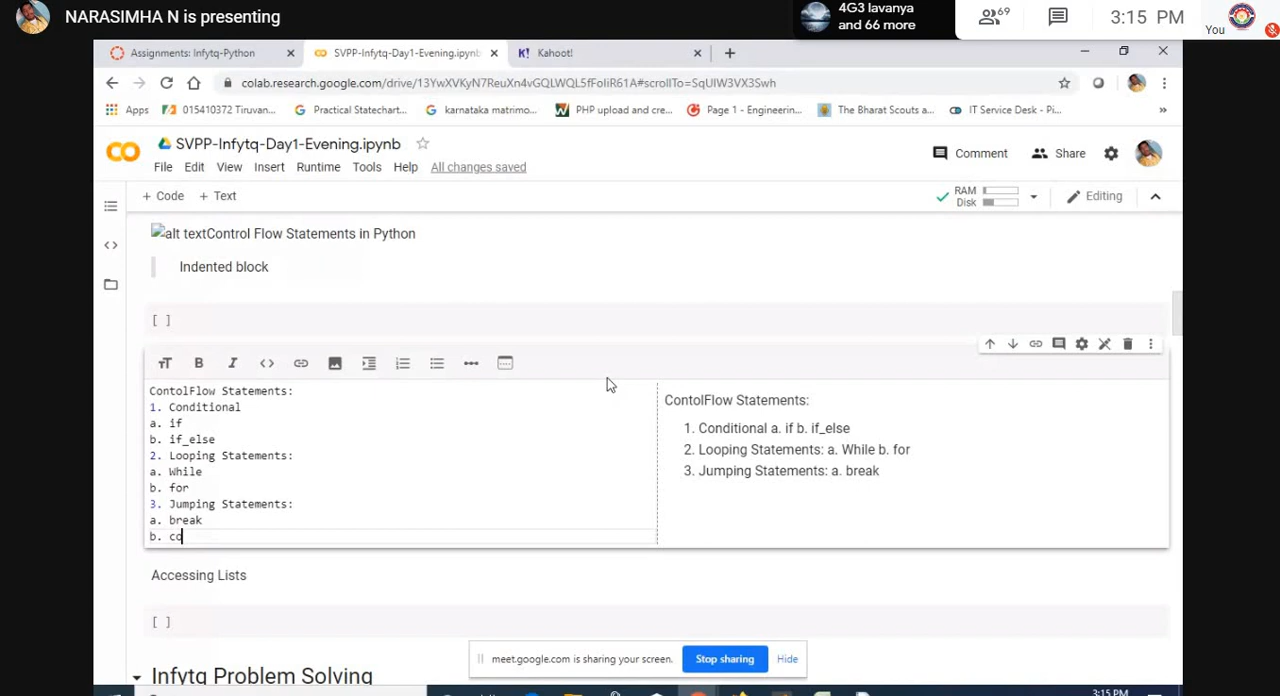 NARASIMHA N is presenting
4G3 lavanya
and 66 more
69
3:15 PM
You
Assignments: Infytq-Python
SVPP-Infytq-Day1-Evening.ipynb
K! Kahoot!
colab.research.google.com/drive/13YwXVKyN7ReuXn4vGQLWQL5fFoIiR61A#scrollTo=SqUIW3VX3Swh
Apps
015410372 Tiruvan...
Practical Statechart...
karnataka matrimo...
PHP upload and cre...
Page 1 - Engineerin...
The Bharat Scouts a...
IT Service Desk - Pi...
SVPP-Infytq-Day1-Evening.ipynb
Comment
Share
File Edit View Insert Runtime Tools Help All changes saved
+ Code + Text
RAM
Disk
Editing
alt textControl Flow Statements in Python
Indented block
[ ]
ContolFlow Statements:
1. Conditional
a. if
b. if_else
2. Looping Statements:
a. While
b. for
3. Jumping Statements:
a. break
b. co
ContolFlow Statements:
1. Conditional a. if b. if_else
2. Looping Statements: a. While b. for
3. Jumping Statements: a. break
Accessing Lists
[ ]
Infytq Problem Solving
meet.google.com is sharing your screen.
Stop sharing
Hide
3:15 PM